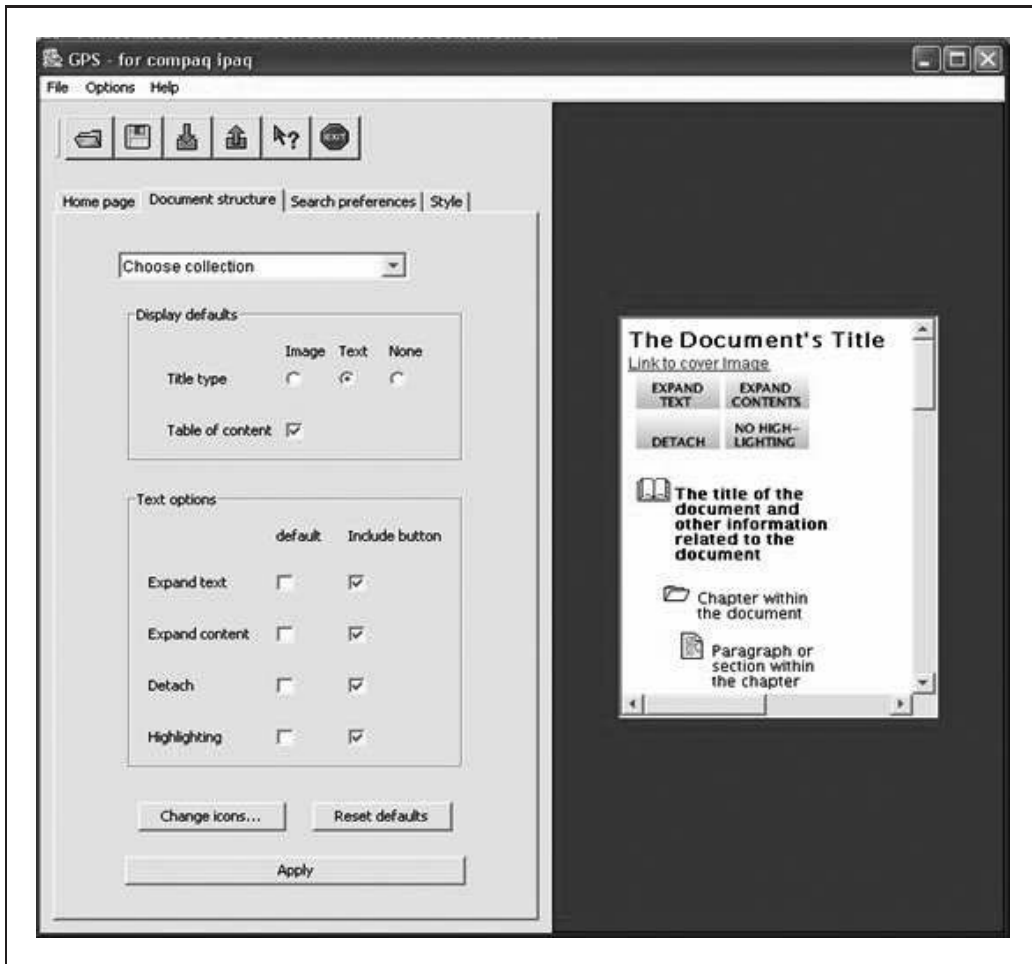 GPS - for compaq ipaq
File Options Help
EXIT
Home page Document structure Search preferences Style
Choose collection
Display defaults
Image Text None
Title type
Table of content
Text options
default Include button
Expand text
Expand content
Detach
Highlighting
Change icons... Reset defaults
Apply
The Document's Title
Link to cover Image
EXPAND TEXT
EXPAND CONTENTS
DETACH
NO HIGH-
LIGHTING
The title of the
document and
other information
related to the
document
Chapter within
the document
Paragraph or
section within
the chapter